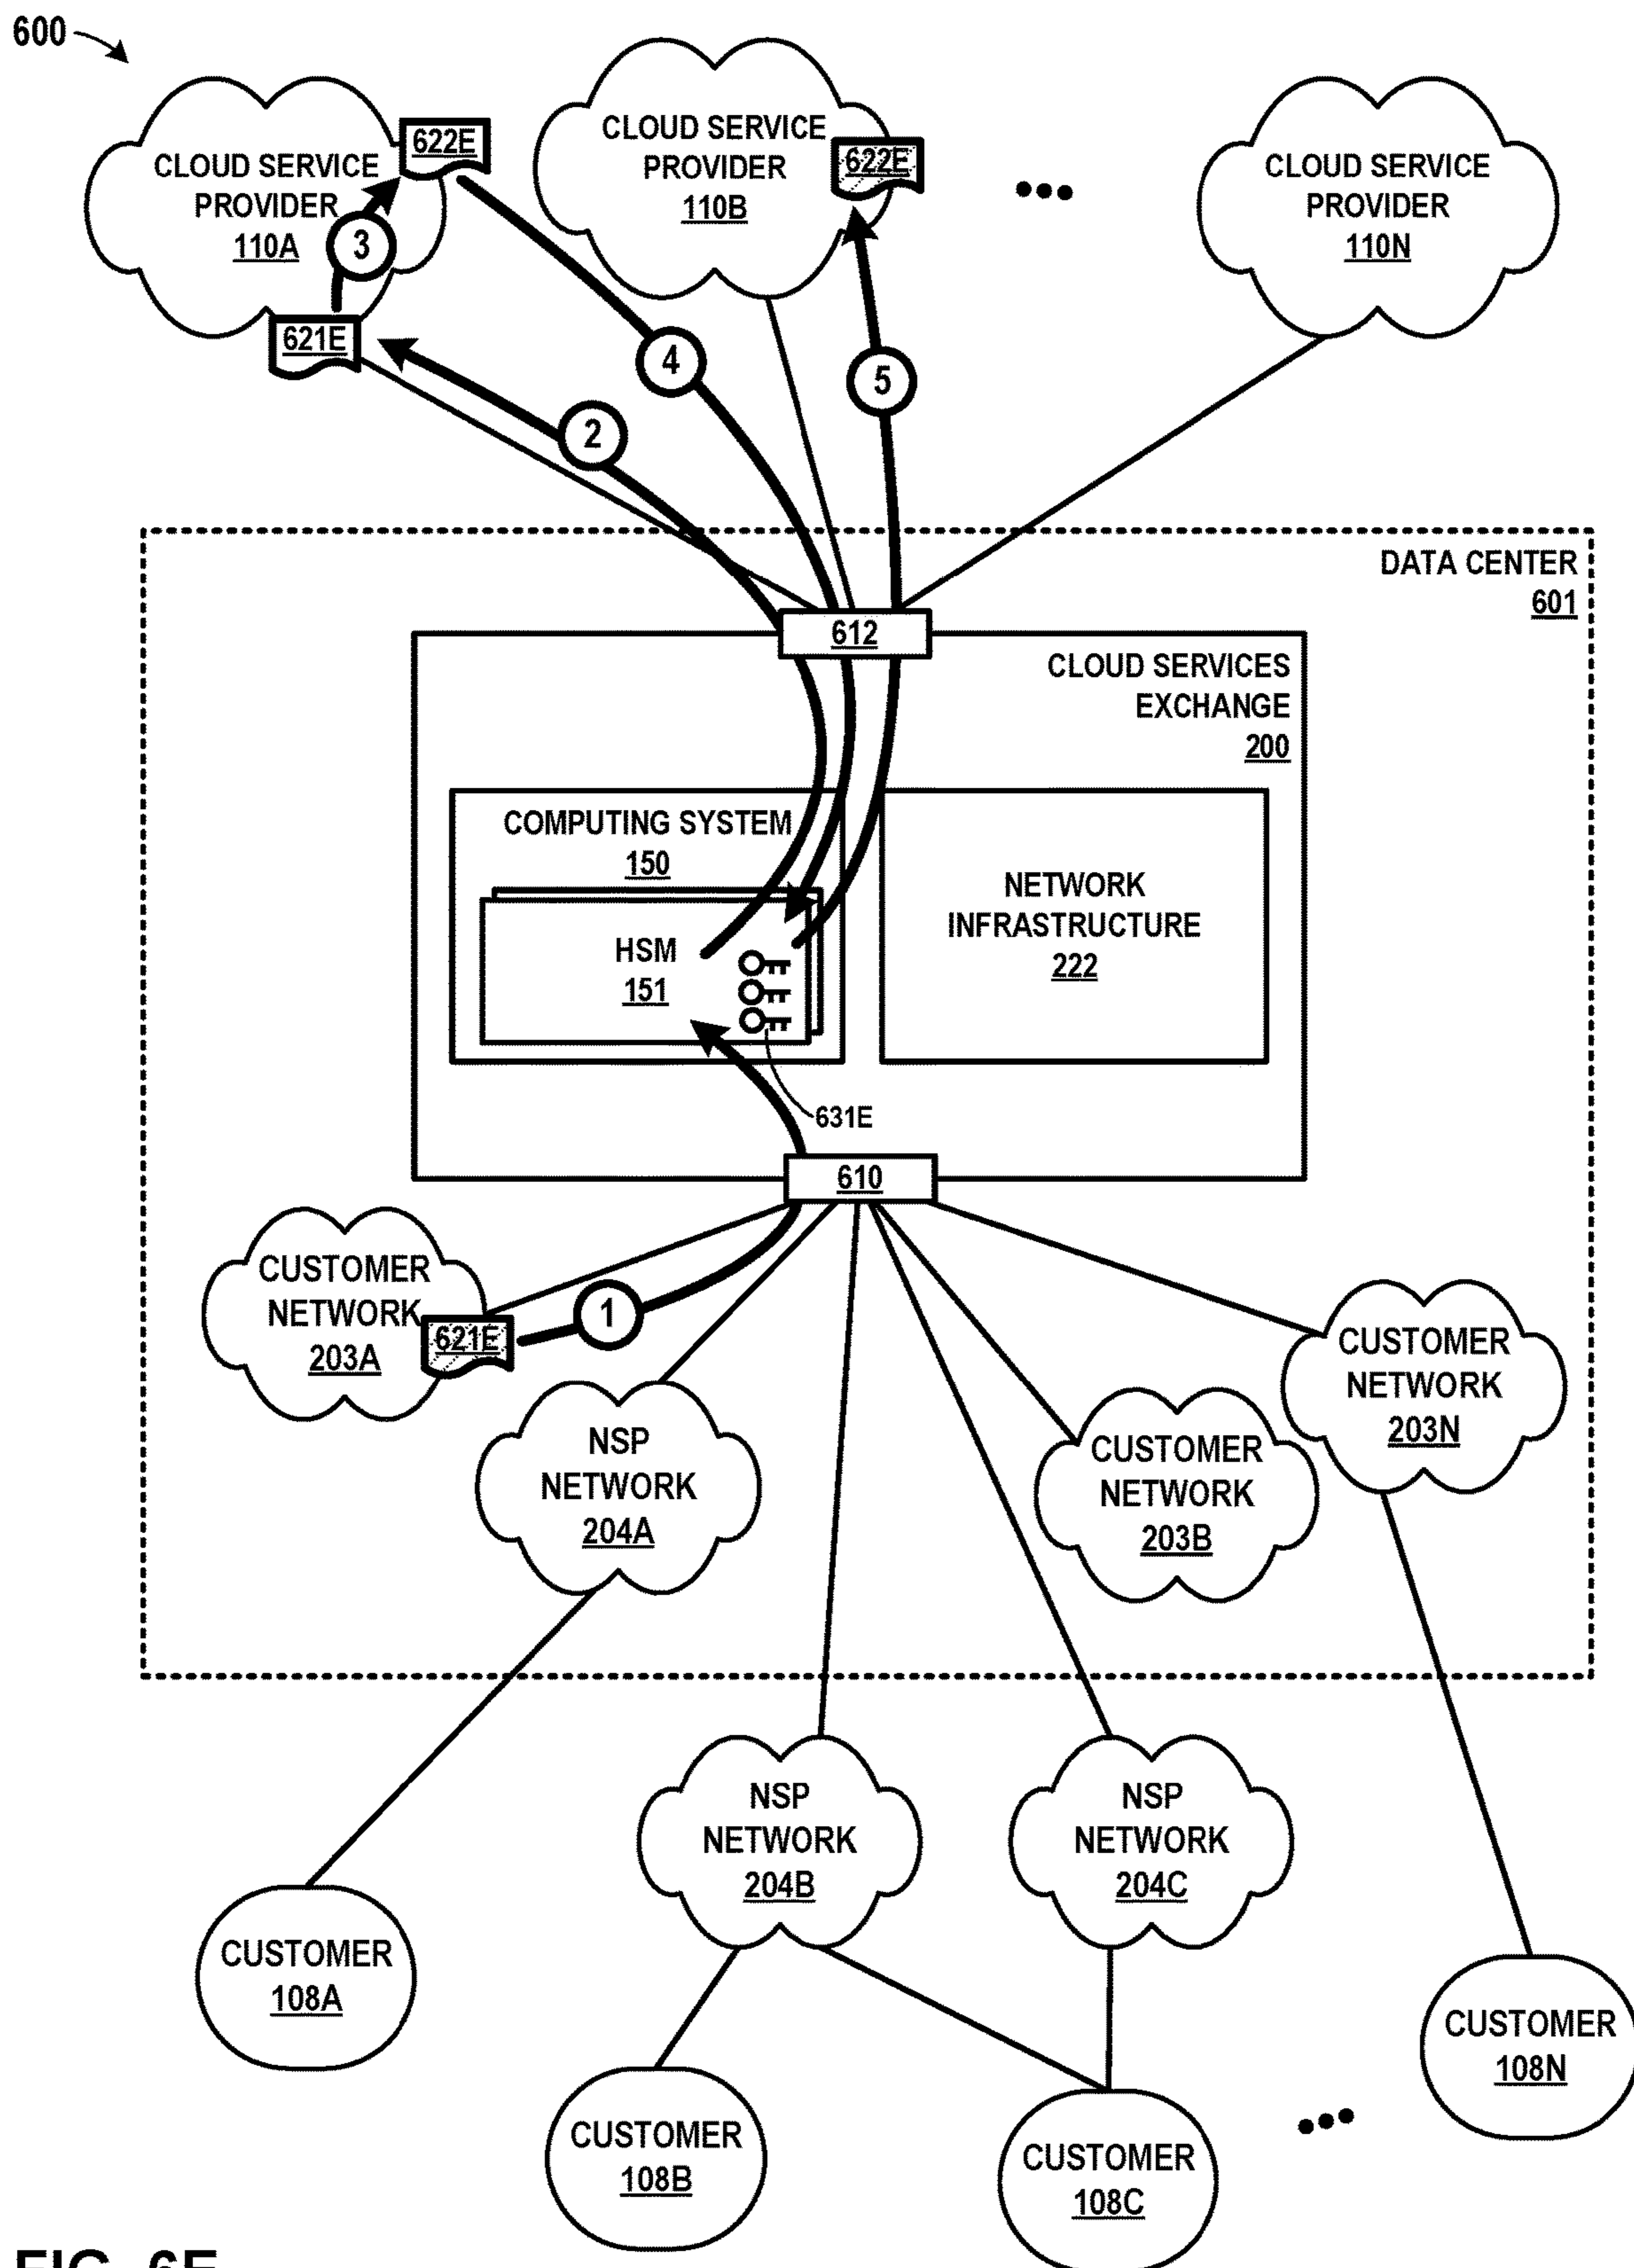 600
CLOUD SERVICE
PROVIDER
110A
622E
3
621E
CLOUD SERVICE
PROVIDER
110B
622E
CLOUD SERVICE
PROVIDER
110N
4
5
2
DATA CENTER
601
612
CLOUD SERVICES
EXCHANGE
200
COMPUTING SYSTEM
150
HSM
151
NETWORK
INFRASTRUCTURE
222
631E
610
CUSTOMER
NETWORK
203A
621E
1
NSP
NETWORK
204A
CUSTOMER
NETWORK
203B
CUSTOMER
NETWORK
203N
NSP
NETWORK
204B
NSP
NETWORK
204C
CUSTOMER
108A
CUSTOMER
108B
CUSTOMER
108C
CUSTOMER
108N
FIG. 6E